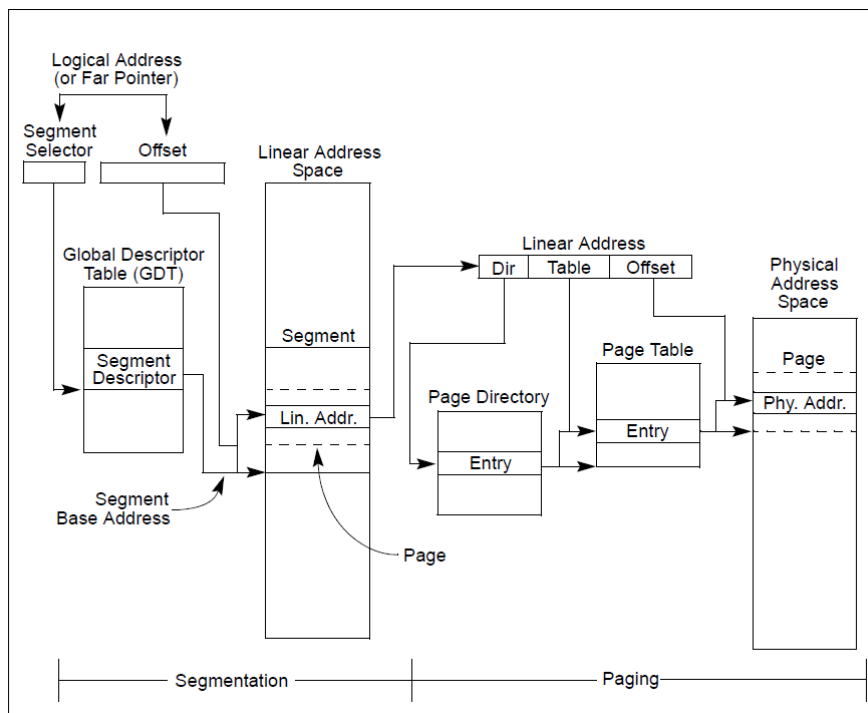 Logical Address
(or Far Pointer)
Segment
Selector
Offset
Linear Address
Space
Global Descriptor
Table (GDT)
Segment
Descriptor
Segment
Lin. Addr.
Segment
Base Address
Page
Linear Address
Dir
Table
Offset
Page Directory
Entry
Page Table
Entry
Physical
Address
Space
Page
Phy. Addr.
Segmentation
Paging